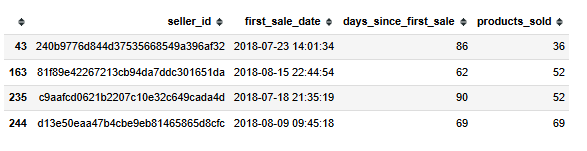 seller_id first_sale_date days_since_first_sale products_sold
43 240b9776d844d37535668549a396af32 2018-07-23 14:01:34 86 36
163 81f89e42267213cb94da7ddc301651da 2018-08-15 22:44:54 62 52
235 c9aafcd0621b2207c10e32c649cada4d 2018-07-18 21:35:19 90 52
244 d13e50eaa47b4cbe9eb81465865d8cfc 2018-08-09 09:45:18 69 69